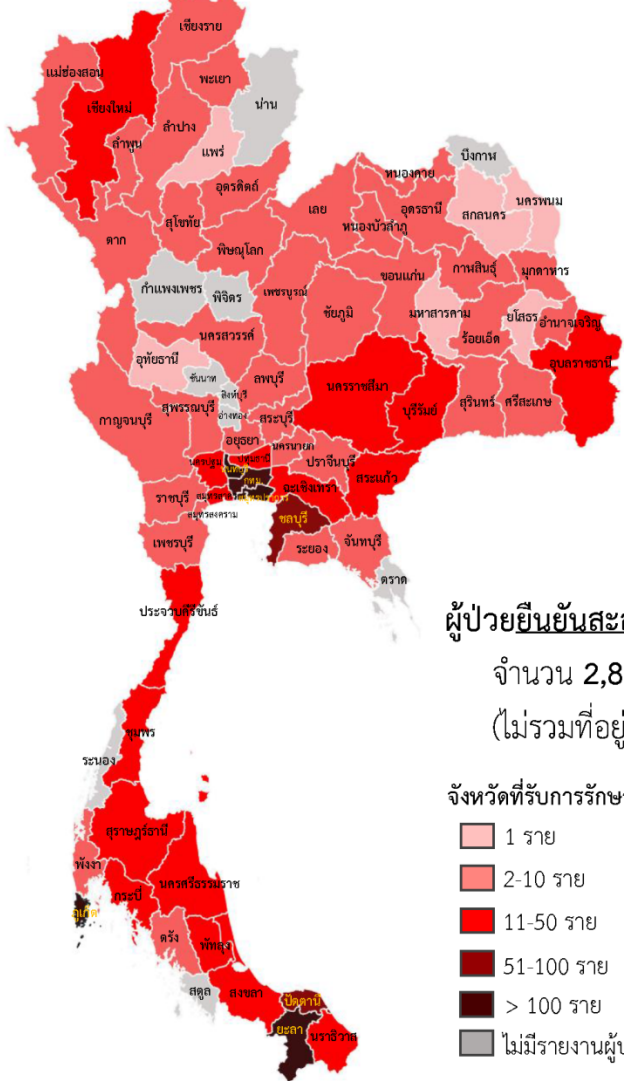 เชียงราย
แม่ฮ่องสอน
พะเยา
น่าน
เชียงใหม่
ลำปาง
ลำพูน
แพร่
บึงกาฬ
อุตรดิตถ์
หนองคาย
นครพนม
เลย
อุดรธานี
สกลนคร
สุโขทัย
หนองบัวลำภู
ตาก
พิษณุโลก
กาฬสินธุ์
มุกดาหาร
ขอนแก่น
กำแพงเพชร
พิจิตร
เพชรบูรณ์
ชัยภูมิ
มหาสารคาม
ยโสธร
อำนาจเจริญ
นครสวรรค์
ร้อยเอ็ด
อุทัยธานี
อุบลราชธานี
ชัยนาท
ลพบุรี
นครราชสีมา
สิงห์บุรี
บุรีรัมย์
สุรินทร์
ศรีสะเกษ
สุพรรณบุรี
อ่างทอง
กาญจนบุรี
สระบุรี
อยุธยา
นครนายก
ปราจีนบุรี
นครปฐม
ปทุมธานี
กทม.
ฉะเชิงเทรา
สระแก้ว
ราชบุรี
สมุทรสงคราม
ชลบุรี
เพชรบุรี
ระยอง
จันทบุรี
ตราด
ประจวบคีรีขันธ์
ผู้ป่วยยืนยันสะ
จำนวน 2,8
(ไม่รวมที่อยู่
ชุมพร
ระนอง
จังหวัดที่รับการรักษา
สุราษฎร์ธานี
1 ราย
พังงา
กระบี่
นครศรีธรรมราช
2-10 ราย
ภูเก็ต
11-50 ราย
ตรัง
พัทลุง
51-100 ราย
สตูล
สงขลา
ปัตตานี
> 100 ราย
ยะลา
นราธิวาส
ไม่มีรายงานผู้ป